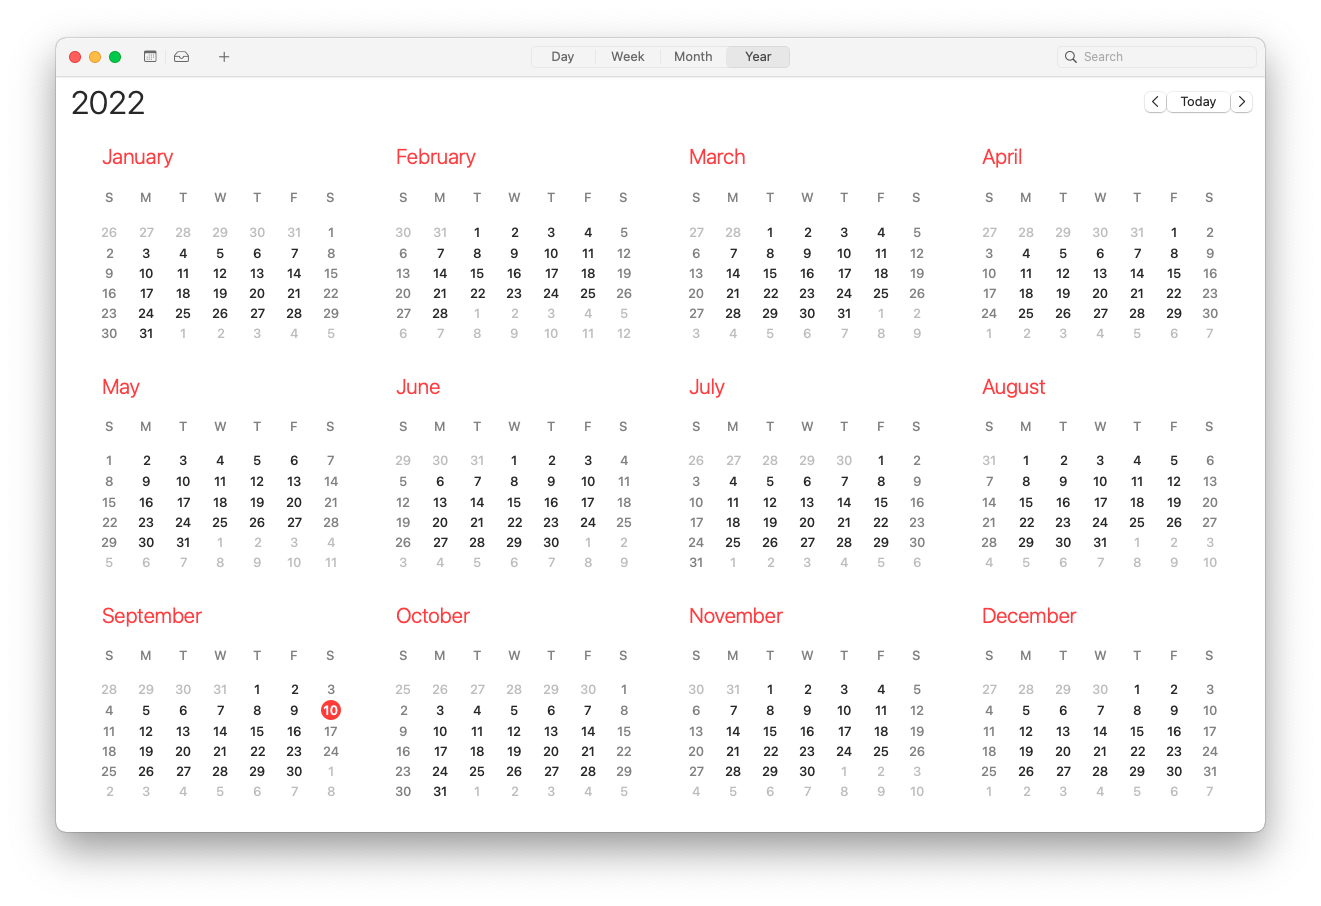 Day Week Month Year Search
2022 Today
January February March April
S M T W T F S S M T W T F S S M T W T F S S M T W T F S
26 27 28 29 30 31 1 30 31 1 2 3 4 5 27 28 1 2 3 4 5 27 28 29 30 31 1 2
2 3 4 5 6 7 8 6 7 8 9 10 11 12 6 7 8 9 10 11 12 3 4 5 6 7 8 9
9 10 11 12 13 14 15 13 14 15 16 17 18 19 13 14 15 16 17 18 19 10 11 12 13 14 15 16
16 17 18 19 20 21 22 20 21 22 23 24 25 26 20 21 22 23 24 25 26 17 18 19 20 21 22 23
23 24 25 26 27 28 29 27 28 1 2 3 4 5 27 28 29 30 31 1 2 24 25 26 27 28 29 30
30 31 1 2 3 4 5 6 7 8 9 10 11 12 3 4 5 6 7 8 9 1 2 3 4 5 6 7
May June July August
S M T W T F S S M T W T F S S M T W T F S S M T W T F S
1 2 3 4 5 6 7 29 30 31 1 2 3 4 26 27 28 29 30 1 2 31 1 2 3 4 5 6
8 9 10 11 12 13 14 5 6 7 8 9 10 11 3 4 5 6 7 8 9 7 8 9 10 11 12 13
15 16 17 18 19 20 21 12 13 14 15 16 17 18 10 11 12 13 14 15 16 14 15 16 17 18 19 20
22 23 24 25 26 27 28 19 20 21 22 23 24 25 17 18 19 20 21 22 23 21 22 23 24 25 26 27
29 30 31 1 2 3 4 26 27 28 29 30 1 2 24 25 26 27 28 29 30 28 29 30 31 1 2 3
5 6 7 8 9 10 11 3 4 5 6 7 8 9 31 1 2 3 4 5 6 4 5 6 7 8 9 10
September October November December
S M T W T F S S M T W T F S S M T W T F S S M T W T F S
28 29 30 31 1 2 3 25 26 27 28 29 30 1 30 31 1 2 3 4 5 27 28 29 30 1 2 3
4 5 6 7 8 9 10 2 3 4 5 6 7 8 6 7 8 9 10 11 12 4 5 6 7 8 9 10
11 12 13 14 15 16 17 9 10 11 12 13 14 15 13 14 15 16 17 18 19 11 12 13 14 15 16 17
18 19 20 21 22 23 24 16 17 18 19 20 21 22 20 21 22 23 24 25 26 18 19 20 21 22 23 24
25 26 27 28 29 30 1 23 24 25 26 27 28 29 27 28 29 30 1 2 3 25 26 27 28 29 30 31
2 3 4 5 6 7 8 30 31 1 2 3 4 5 4 5 6 7 8 9 10 1 2 3 4 5 6 7